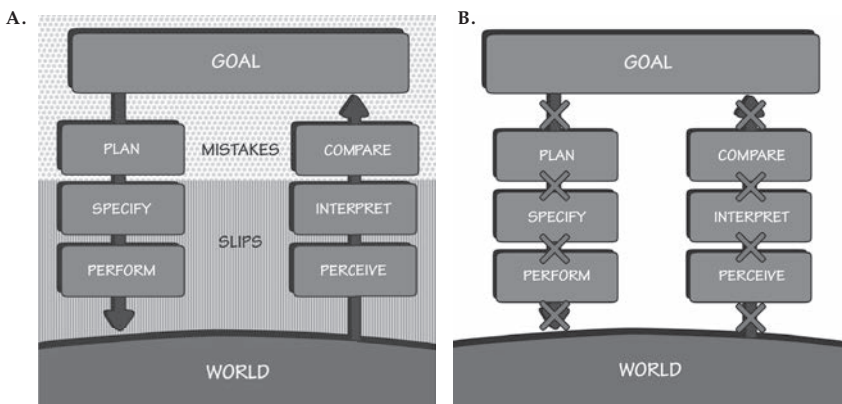 A.
GOAL
PLAN
MISTAKES
COMPARE
SPECIFY
INTERPRET
SLIPS
PERFORM
PERCEIVE
WORLD
B.
GOAL
PLAN
COMPARE
SPECIFY
INTERPRET
PERFORM
PERCEIVE
WORLD